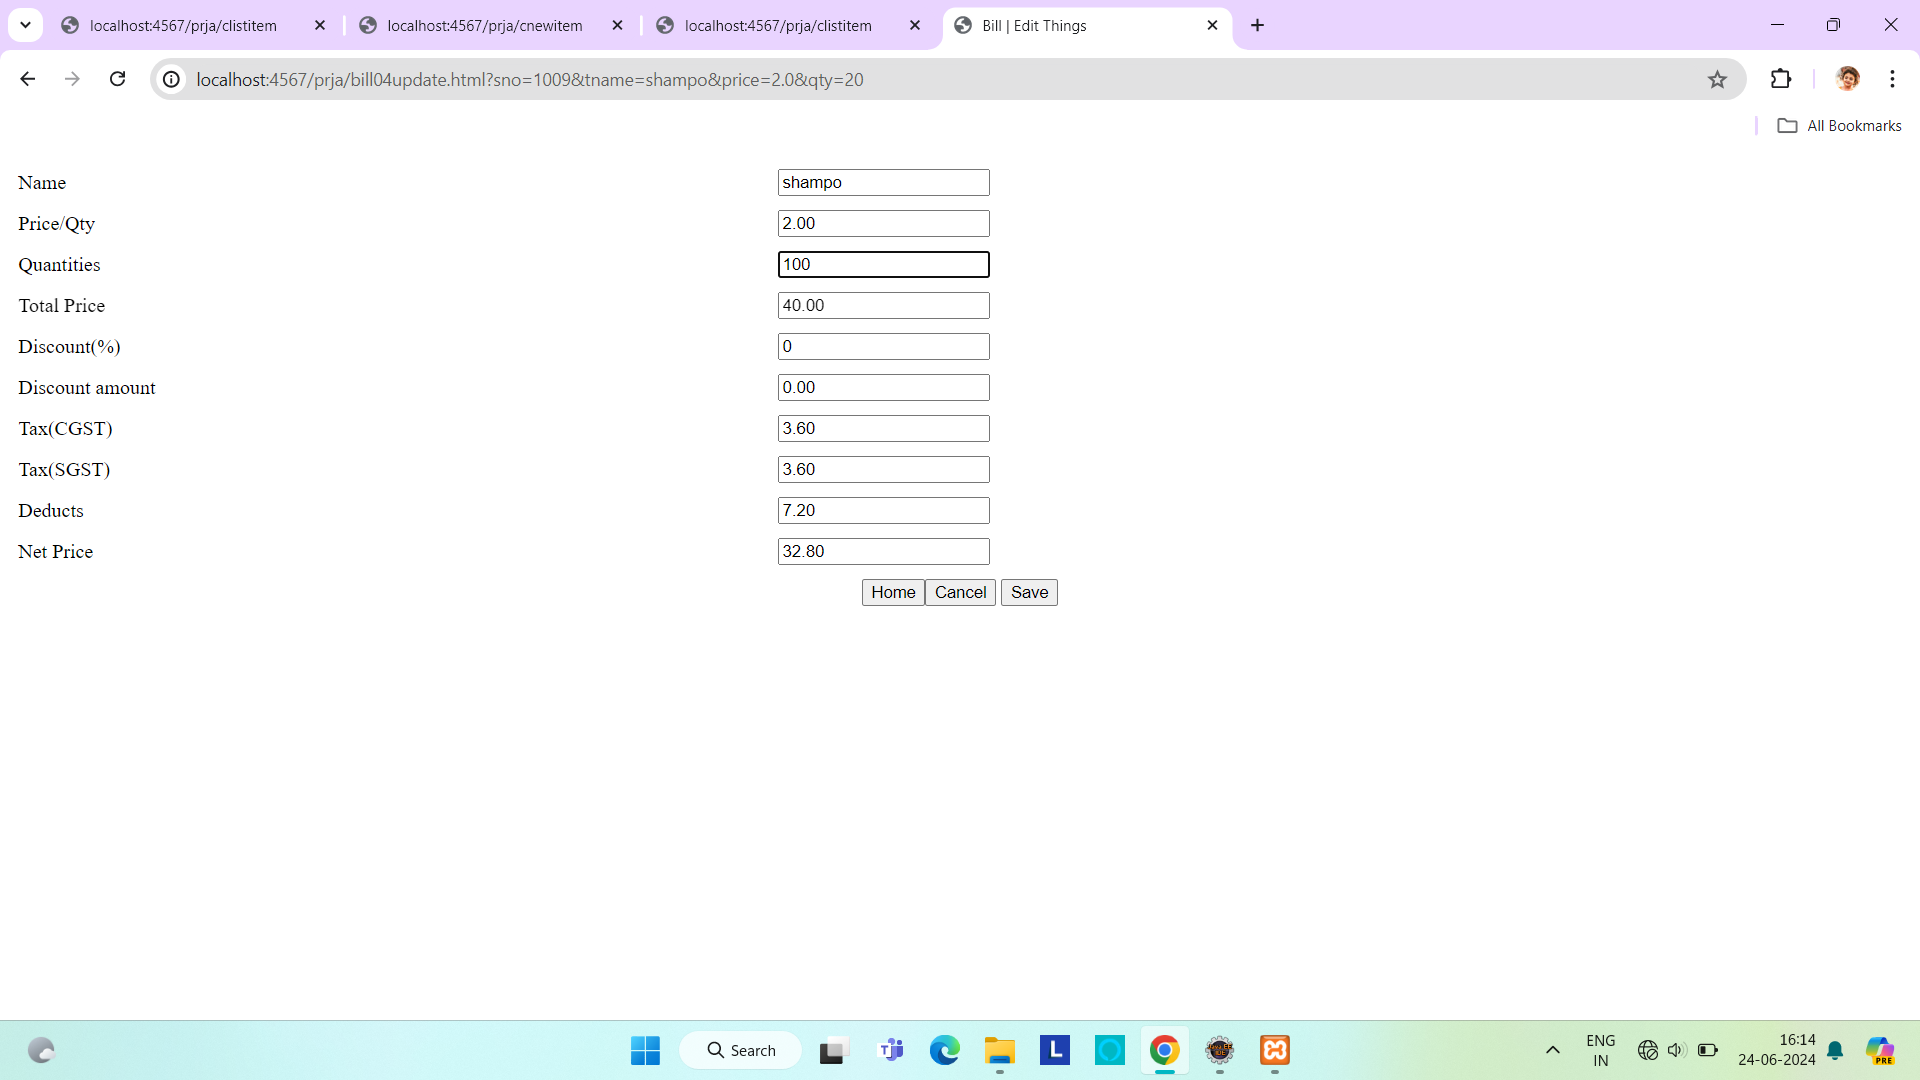 localhost:4567/prja/clistitem
localhost:4567/prja/cnewitem
localhost:4567/prja/clistitem
Bill | Edit Things
localhost:4567/prja/bill04update.html?sno=1009&tname=shampo&price=2.0&qty=20
All Bookmarks
Name shampo
Price/Qty 2.00
Quantities 100
Total Price 40.00
Discount(%) 0
Discount amount 0.00
Tax(CGST) 3.60
Tax(SGST) 3.60
Deducts 7.20
Net Price 32.80
Home Cancel Save
Search
L
ENG
IN
16:14
24-06-2024
PRE